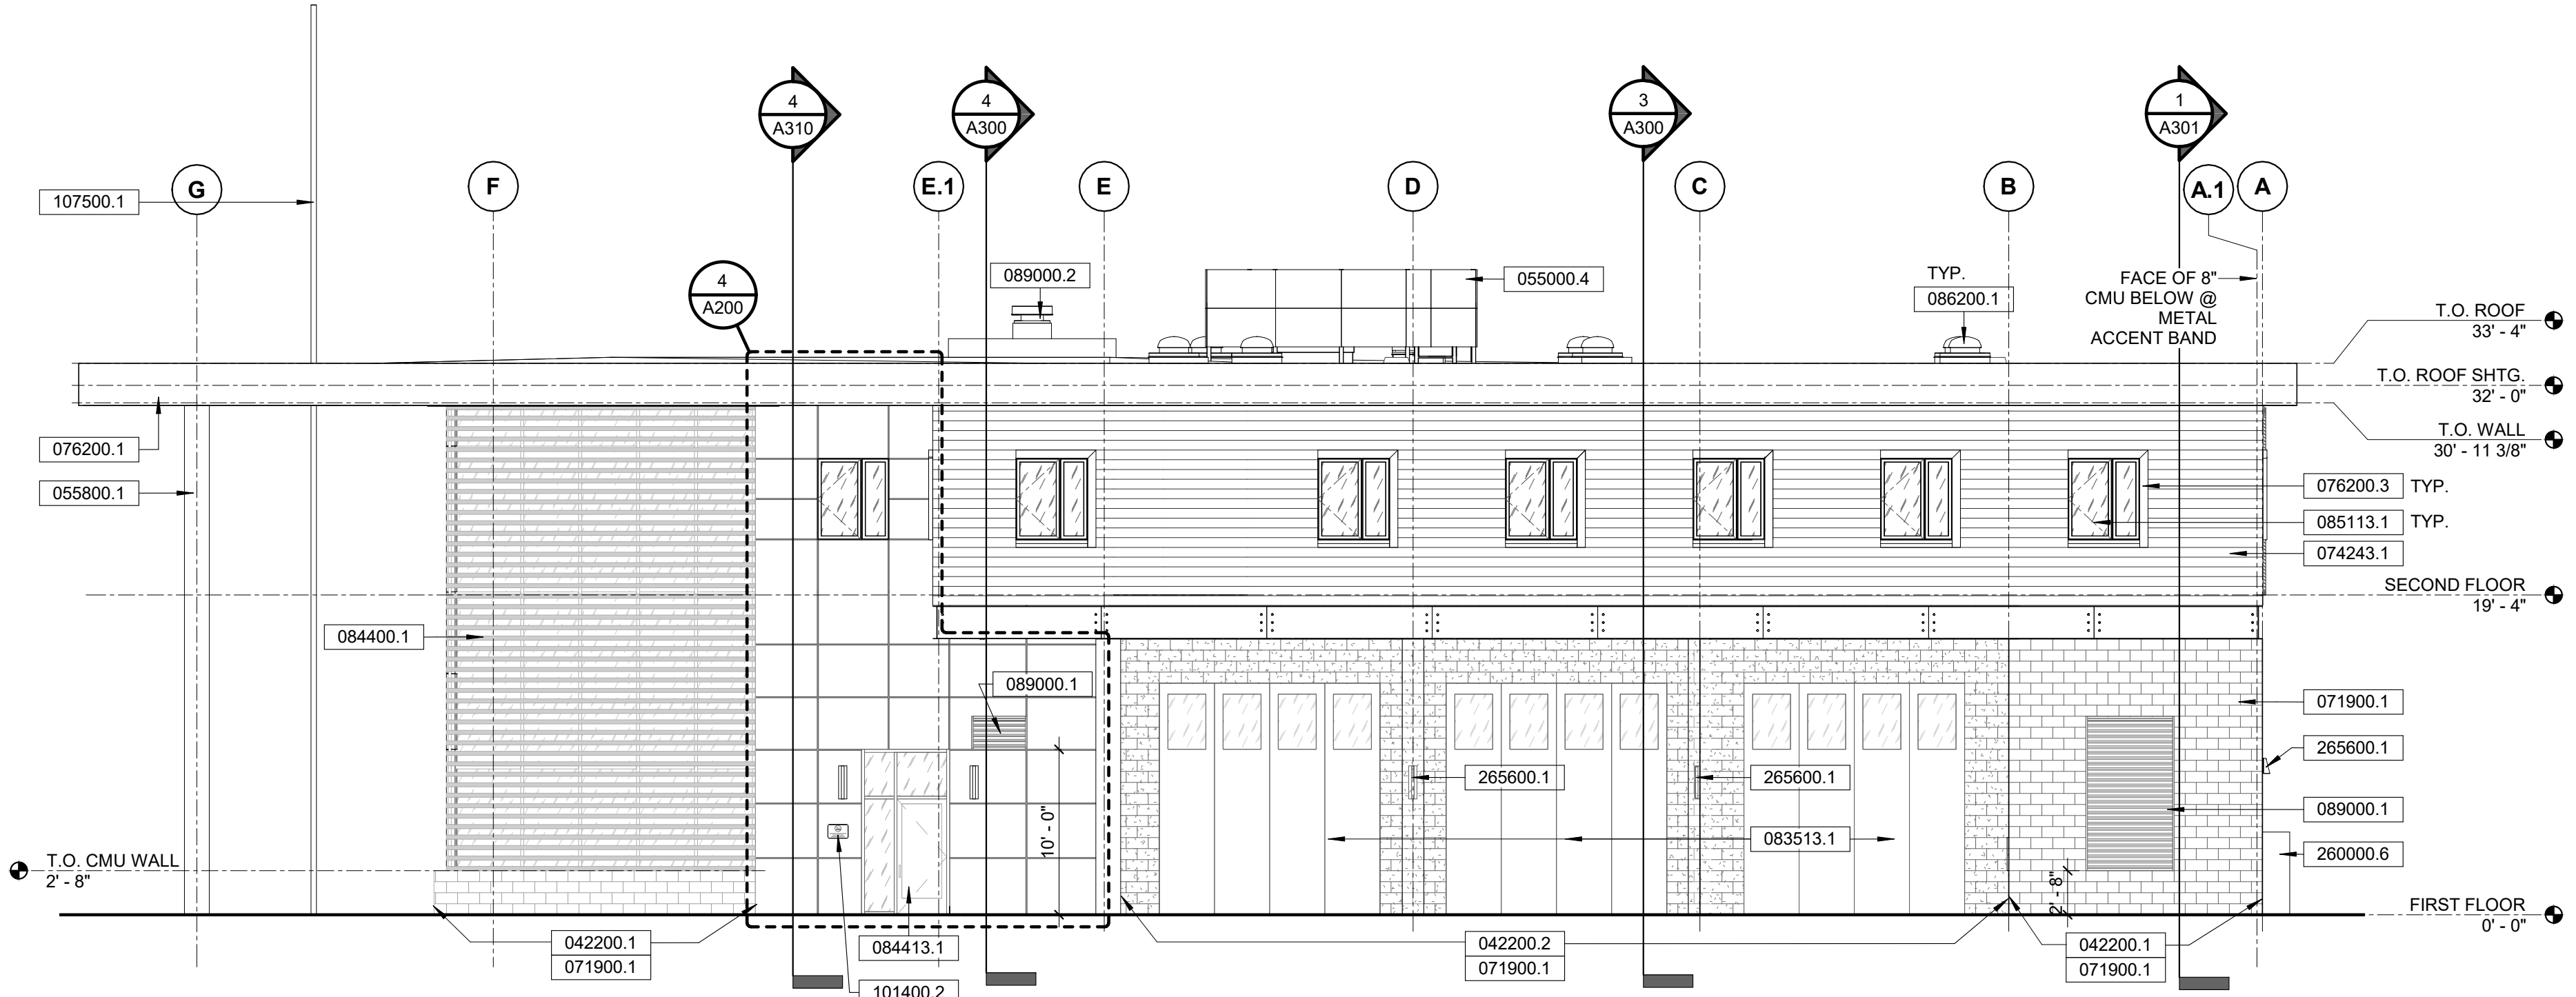 4
A310
4
A300
3
A300
1
A301
G
F
E.1
E
D
C
B
A.1
A
107500.1
4
A200
089000.2
055000.4
TYP.
086200.1
FACE OF 8"
CMU BELOW @
METAL
ACCENT BAND
T.O. ROOF
33' - 4"
T.O. ROOF SHTG.
32' - 0"
T.O. WALL
30' - 11 3/8"
076200.1
055800.1
076200.3 TYP.
085113.1 TYP.
074243.1
SECOND FLOOR
19' - 4"
084400.1
089000.1
071900.1
265600.1
265600.1
265600.1
10' - 0"
089000.1
083513.1
260000.6
T.O. CMU WALL
2' - 8"
2' - 8"
FIRST FLOOR
0' - 0"
042200.1
071900.1
084413.1
101400.2
042200.2
071900.1
042200.1
071900.1